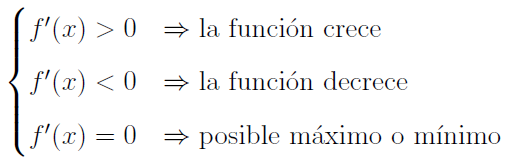 f′(x) > 0 ⇒ la función crece
f′(x) < 0 ⇒ la función decrece
f′(x) = 0 ⇒ posible máximo o mínimo